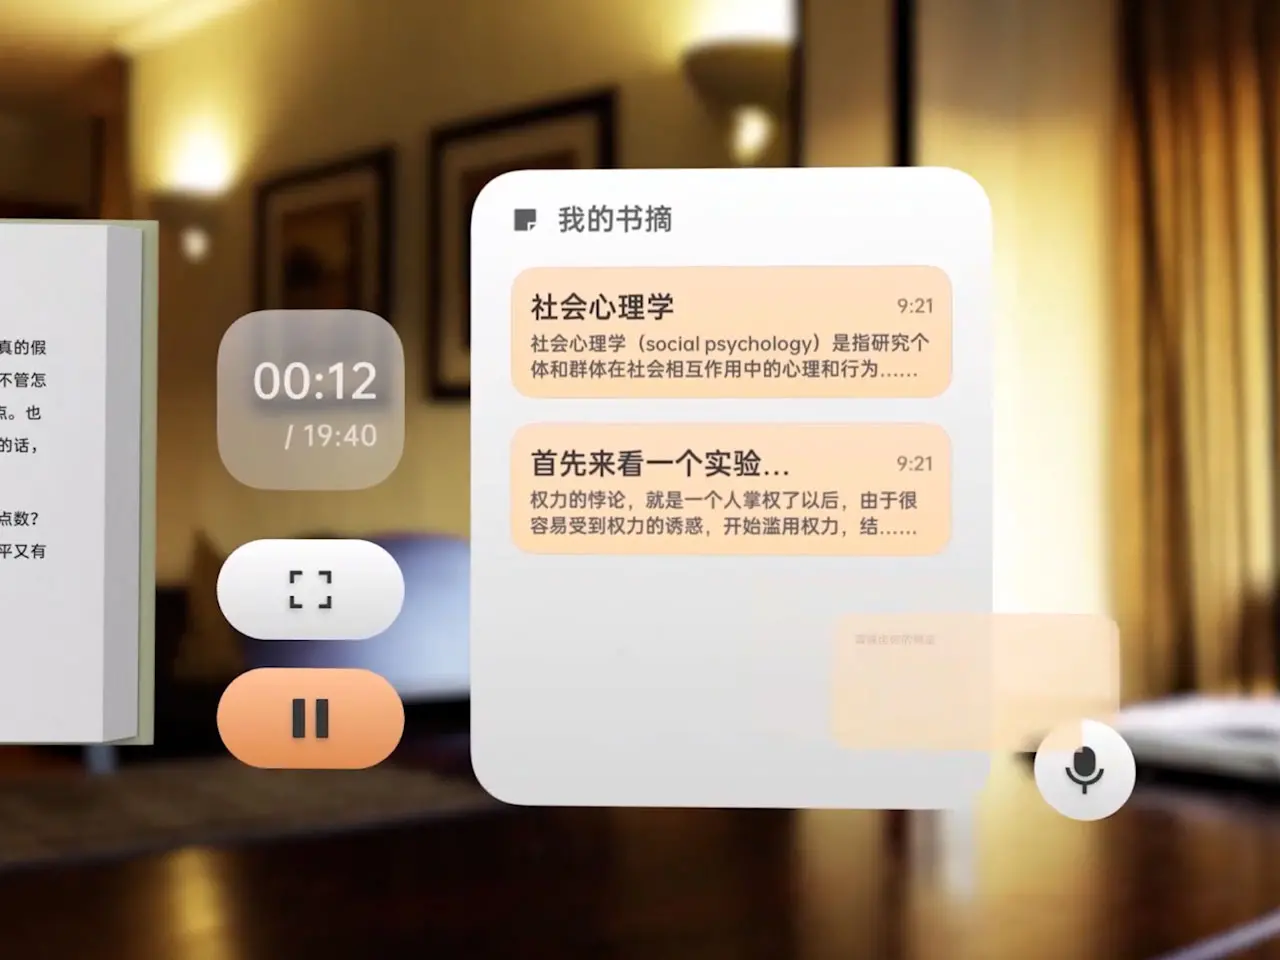 真的假
不管怎
点。也
的话，
点数？
平又有
00:12
/ 19:40
我的书摘
社会心理学
9:21
社会心理学（social psychology）是指研究个
体和群体在社会相互作用中的心理和行为……
首先来看一个实验...
9:21
权力的悖论，就是一个人掌权了以后，由于很
容易受到权力的诱惑，开始滥用权力，结……